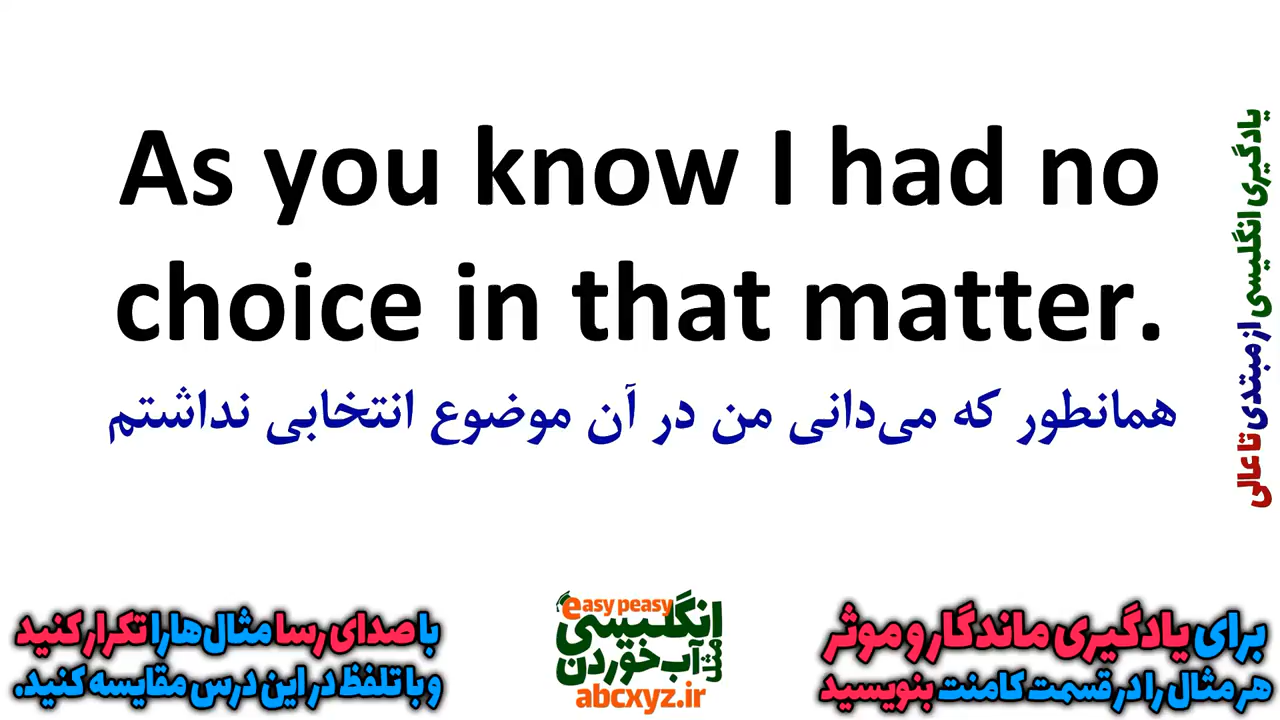 As you know I had no
choice in that matter.
همانطور که می‌دانی من در آن موضوع انتخابی نداشتم
یادگیری انگلیسی از مبتدی تا عالی
برای یادگیری ماندگار و موثر
هر مثال را در قسمت کامنت بنویسید
easy peasy
انگلیسی
مثل آب خوردن
abcxyz.ir
با صدای رسا مثال‌ها را تکرار کنید
و با تلفظ در این درس مقایسه کنید.